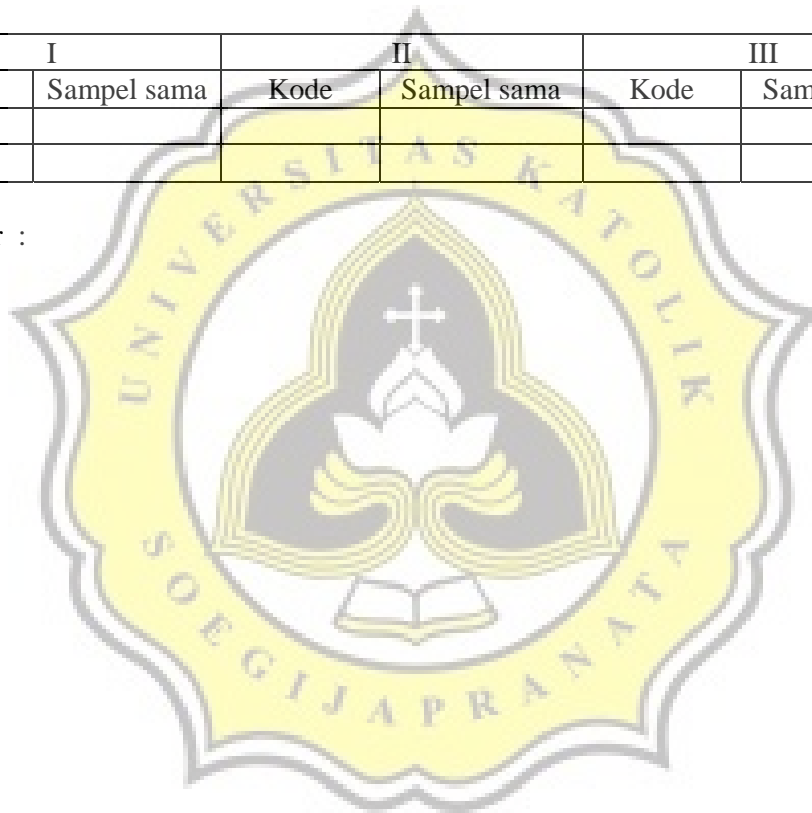 I II III
Sampel sama Kode Sampel sama Kode
:
UNIVERSITAS KATOLIK
SOEGIJAPRANATA